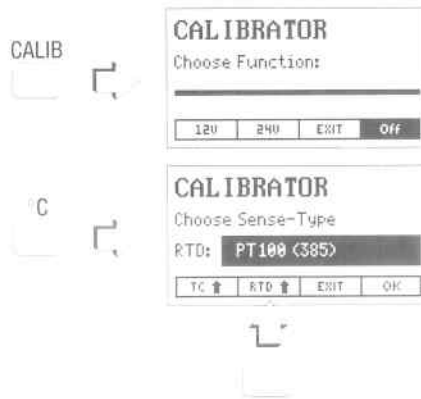 CALIB
CALIBRATOR
Choose Function:
12V 24V EXIT Off
°C
CALIBRATOR
Choose Sense-Type
RTD: PT100 (385)
TC ⬆ RTD ⬆ EXIT OK